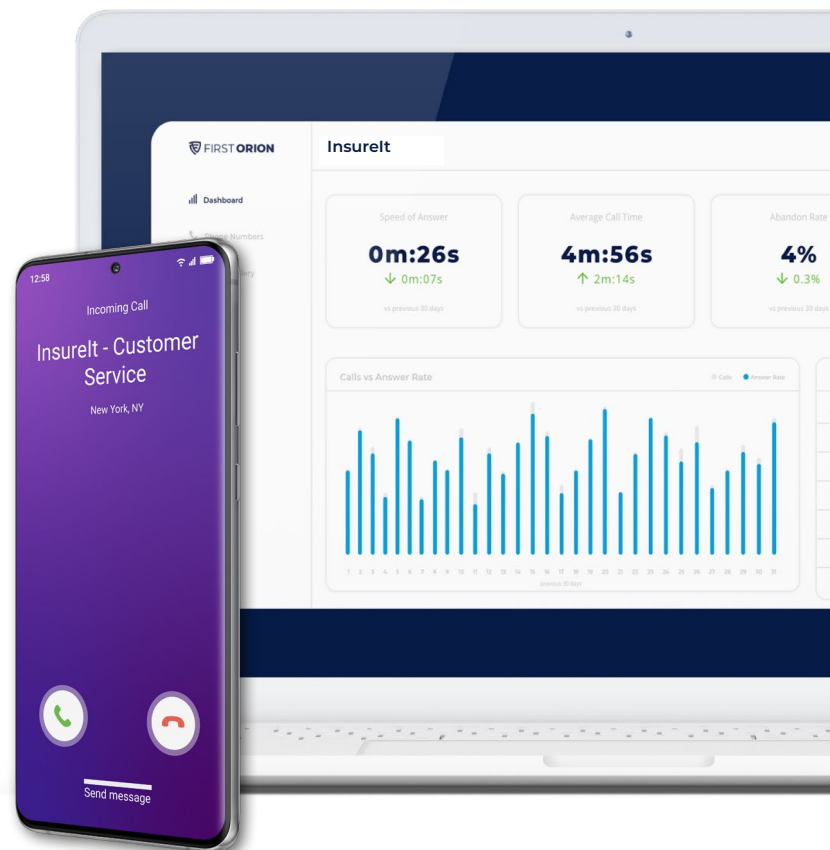 FIRST ORION
InsureIt
Dashboard
Phone Numbers
Speed of Answer
0m:26s
↓ 0m:07s
vs previous 30 days
Average Call Time
4m:56s
↑ 2m:14s
vs previous 30 days
Abandon Rate
4%
↓ 0.3%
vs previous 30 days
Calls vs Answer Rate
Calls
Answer Rate
1 2 3 4 5 6 7 8 9 10 11 12 13 14 15 16 17 18 19 20 21 22 23 24 25 26 27 28 29 30 31
previous 30 days
12:58
Incoming Call
InsureIt - Customer
Service
New York, NY
Send message